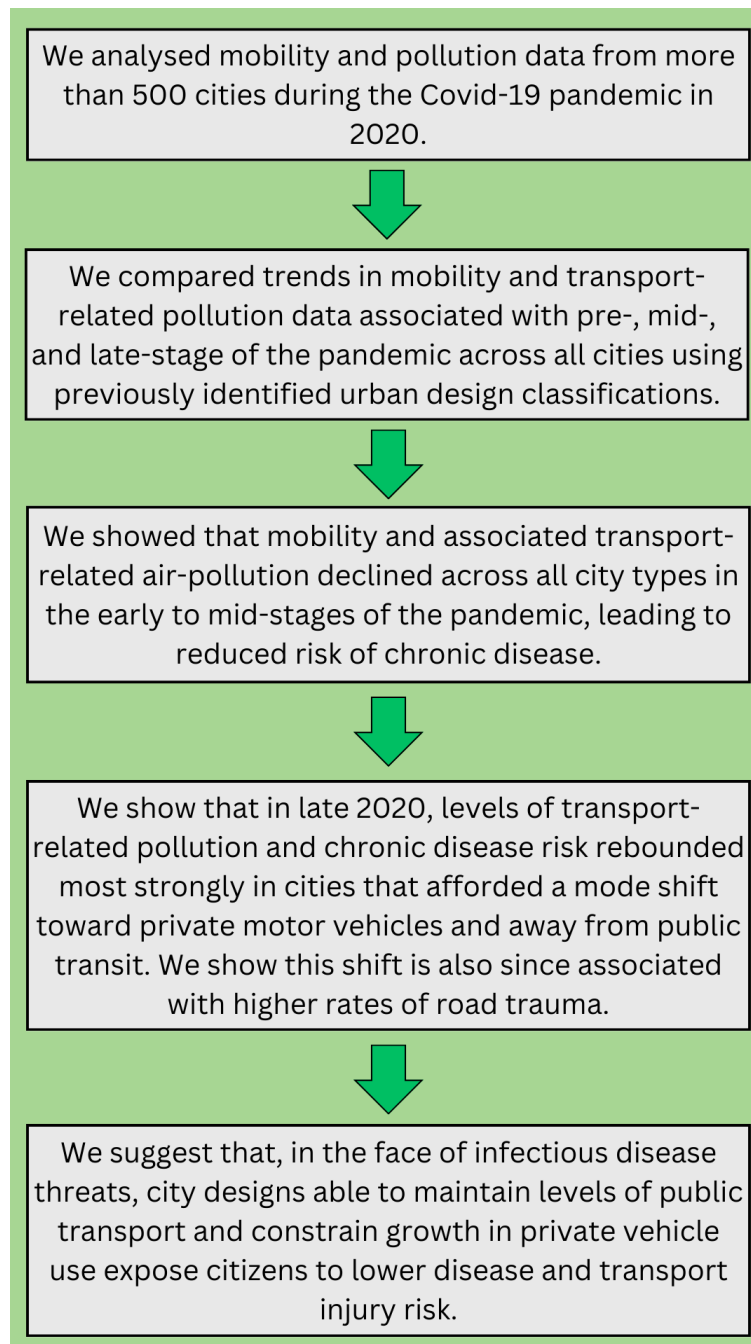 We analysed mobility and pollution data from more
than 500 cities during the Covid-19 pandemic in
2020.
We compared trends in mobility and transport-
related pollution data associated with pre-, mid-,
and late-stage of the pandemic across all cities using
previously identified urban design classifications.
We showed that mobility and associated transport-
related air-pollution declined across all city types in
the early to mid-stages of the pandemic, leading to
reduced risk of chronic disease.
We show that in late 2020, levels of transport-
related pollution and chronic disease risk rebounded
most strongly in cities that afforded a mode shift
toward private motor vehicles and away from public
transit. We show this shift is also since associated
with higher rates of road trauma.
We suggest that, in the face of infectious disease
threats, city designs able to maintain levels of public
transport and constrain growth in private vehicle
use expose citizens to lower disease and transport
injury risk.